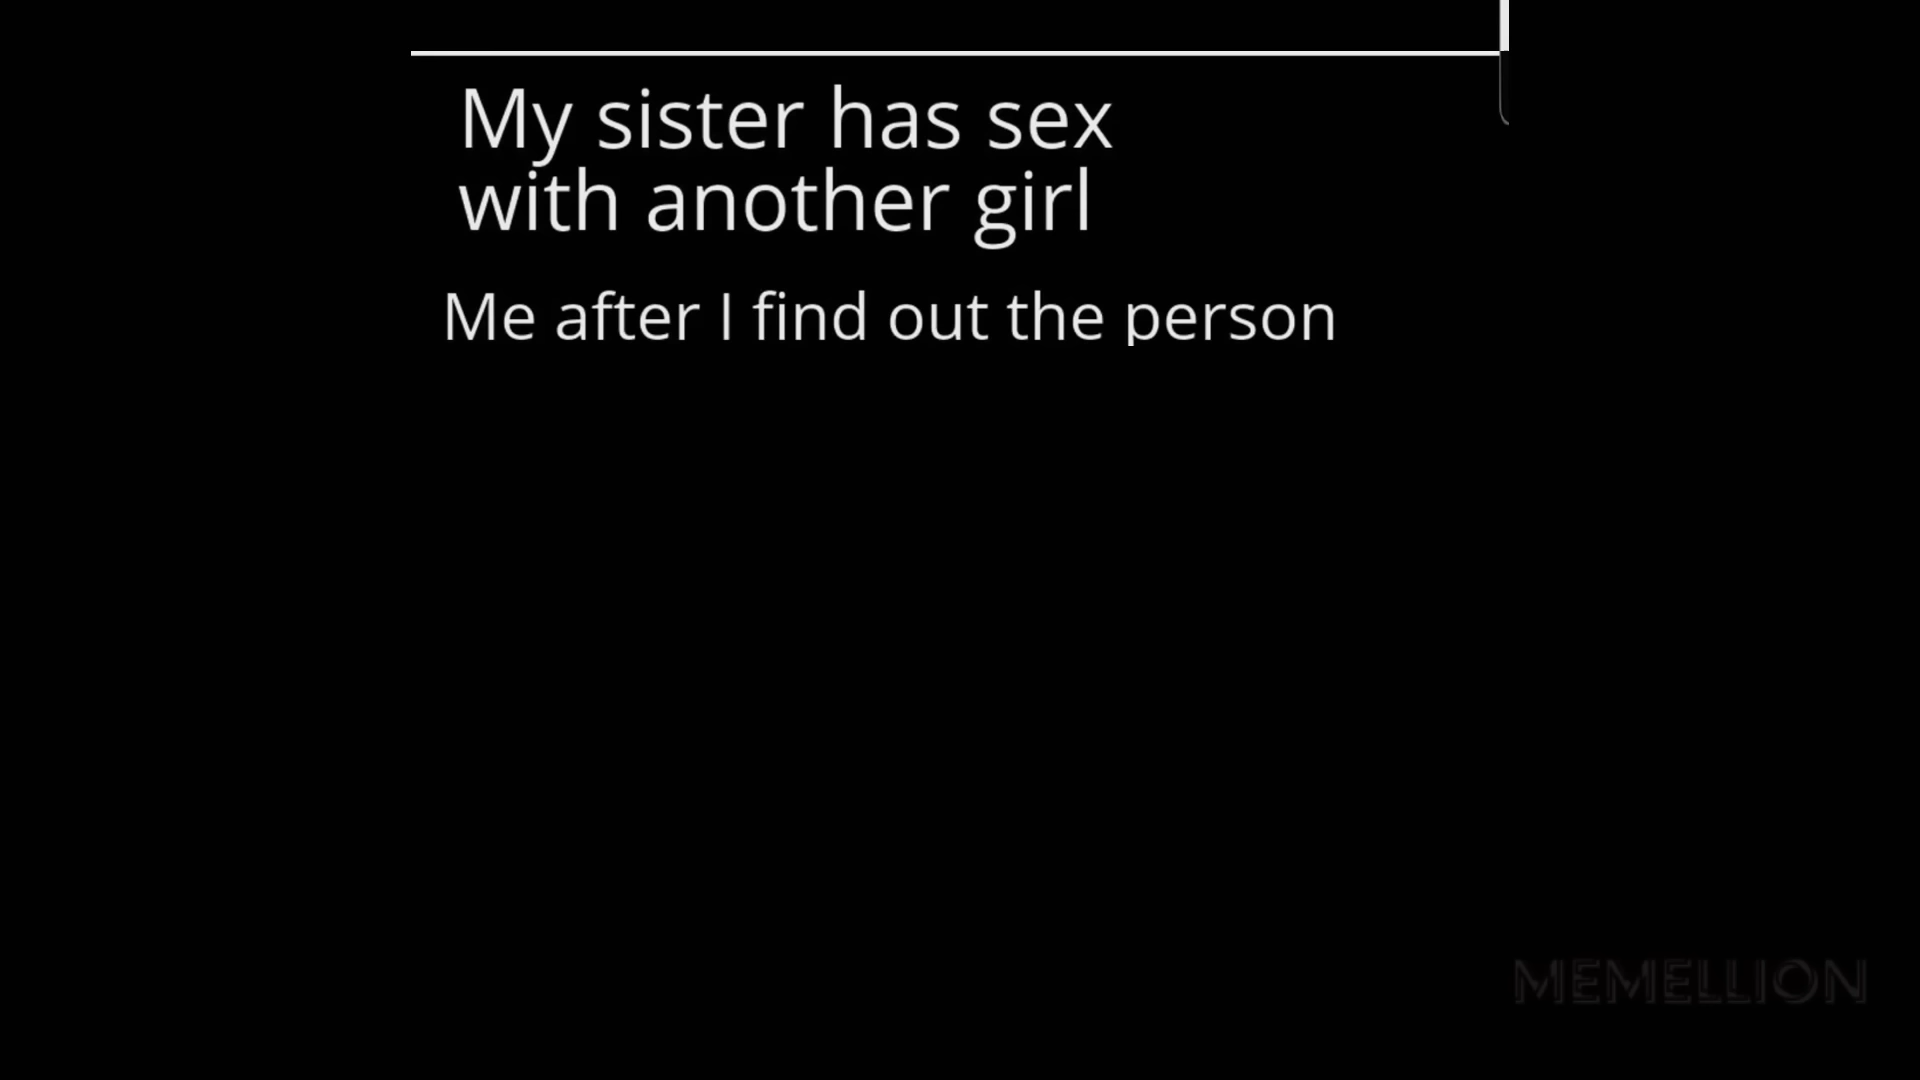 My sister has sex
with another girl
Me after I find out the person
MEMELLION